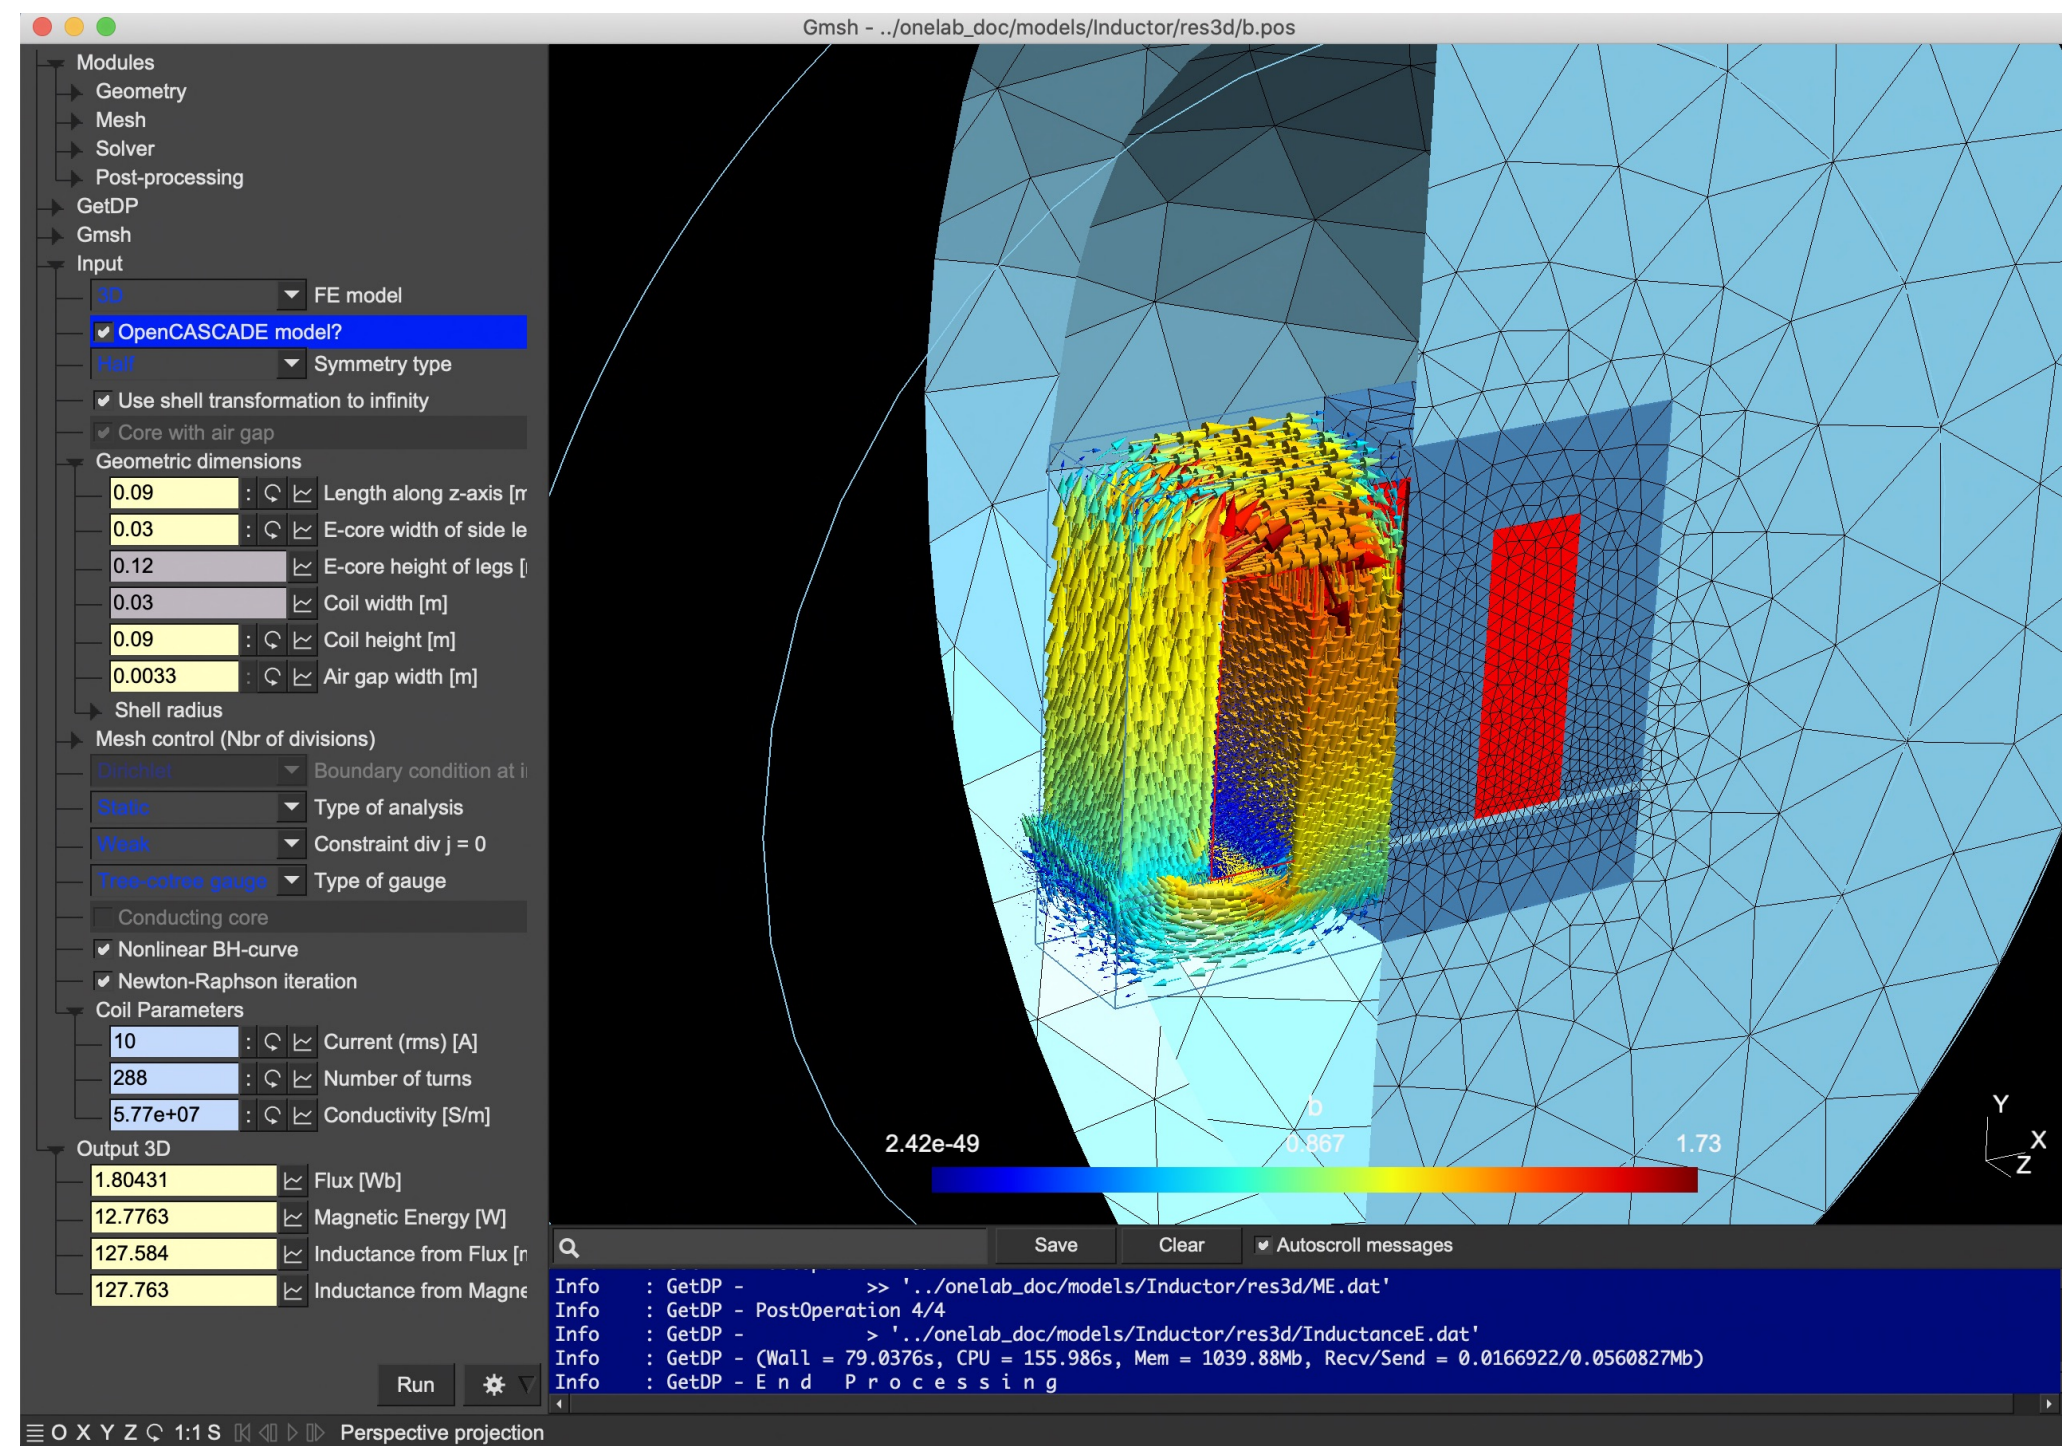 Gmsh - ../onelab_doc/models/Inductor/res3d/b.pos
Modules
Geometry
Mesh
Solver
Post-processing
GetDP
Gmsh
Input
3D FE model
OpenCASCADE model?
Half Symmetry type
Use shell transformation to infinity
Core with air gap
Geometric dimensions
0.09 : Length along z-axis [m
0.03 : E-core width of side le
0.12 E-core height of legs [
0.03 Coil width [m]
0.09 : Coil height [m]
0.0033 : Air gap width [m]
Shell radius
Mesh control (Nbr of divisions)
Dirichlet Boundary condition at i
Static Type of analysis
Weak Constraint div j = 0
Tree-cotree gauge Type of gauge
Conducting core
Nonlinear BH-curve
Newton-Raphson iteration
Coil Parameters
10 : Current (rms) [A]
288 : Number of turns
5.77e+07 : Conductivity [S/m]
Output 3D
1.80431 Flux [Wb]
12.7763 Magnetic Energy [W]
127.584 Inductance from Flux [
127.763 Inductance from Magne
Run
b
2.42e-49 0.867 1.73
Y
X
Z
Save Clear Autoscroll messages
Info : GetDP - >> '../onelab_doc/models/Inductor/res3d/ME.dat'
Info : GetDP - PostOperation 4/4
Info : GetDP - > '../onelab_doc/models/Inductor/res3d/InductanceE.dat'
Info : GetDP - (Wall = 79.0376s, CPU = 155.986s, Mem = 1039.88Mb, Recv/Send = 0.0166922/0.0560827Mb)
Info : GetDP - E n d P r o c e s s i n g
O X Y Z 1:1 S Perspective projection